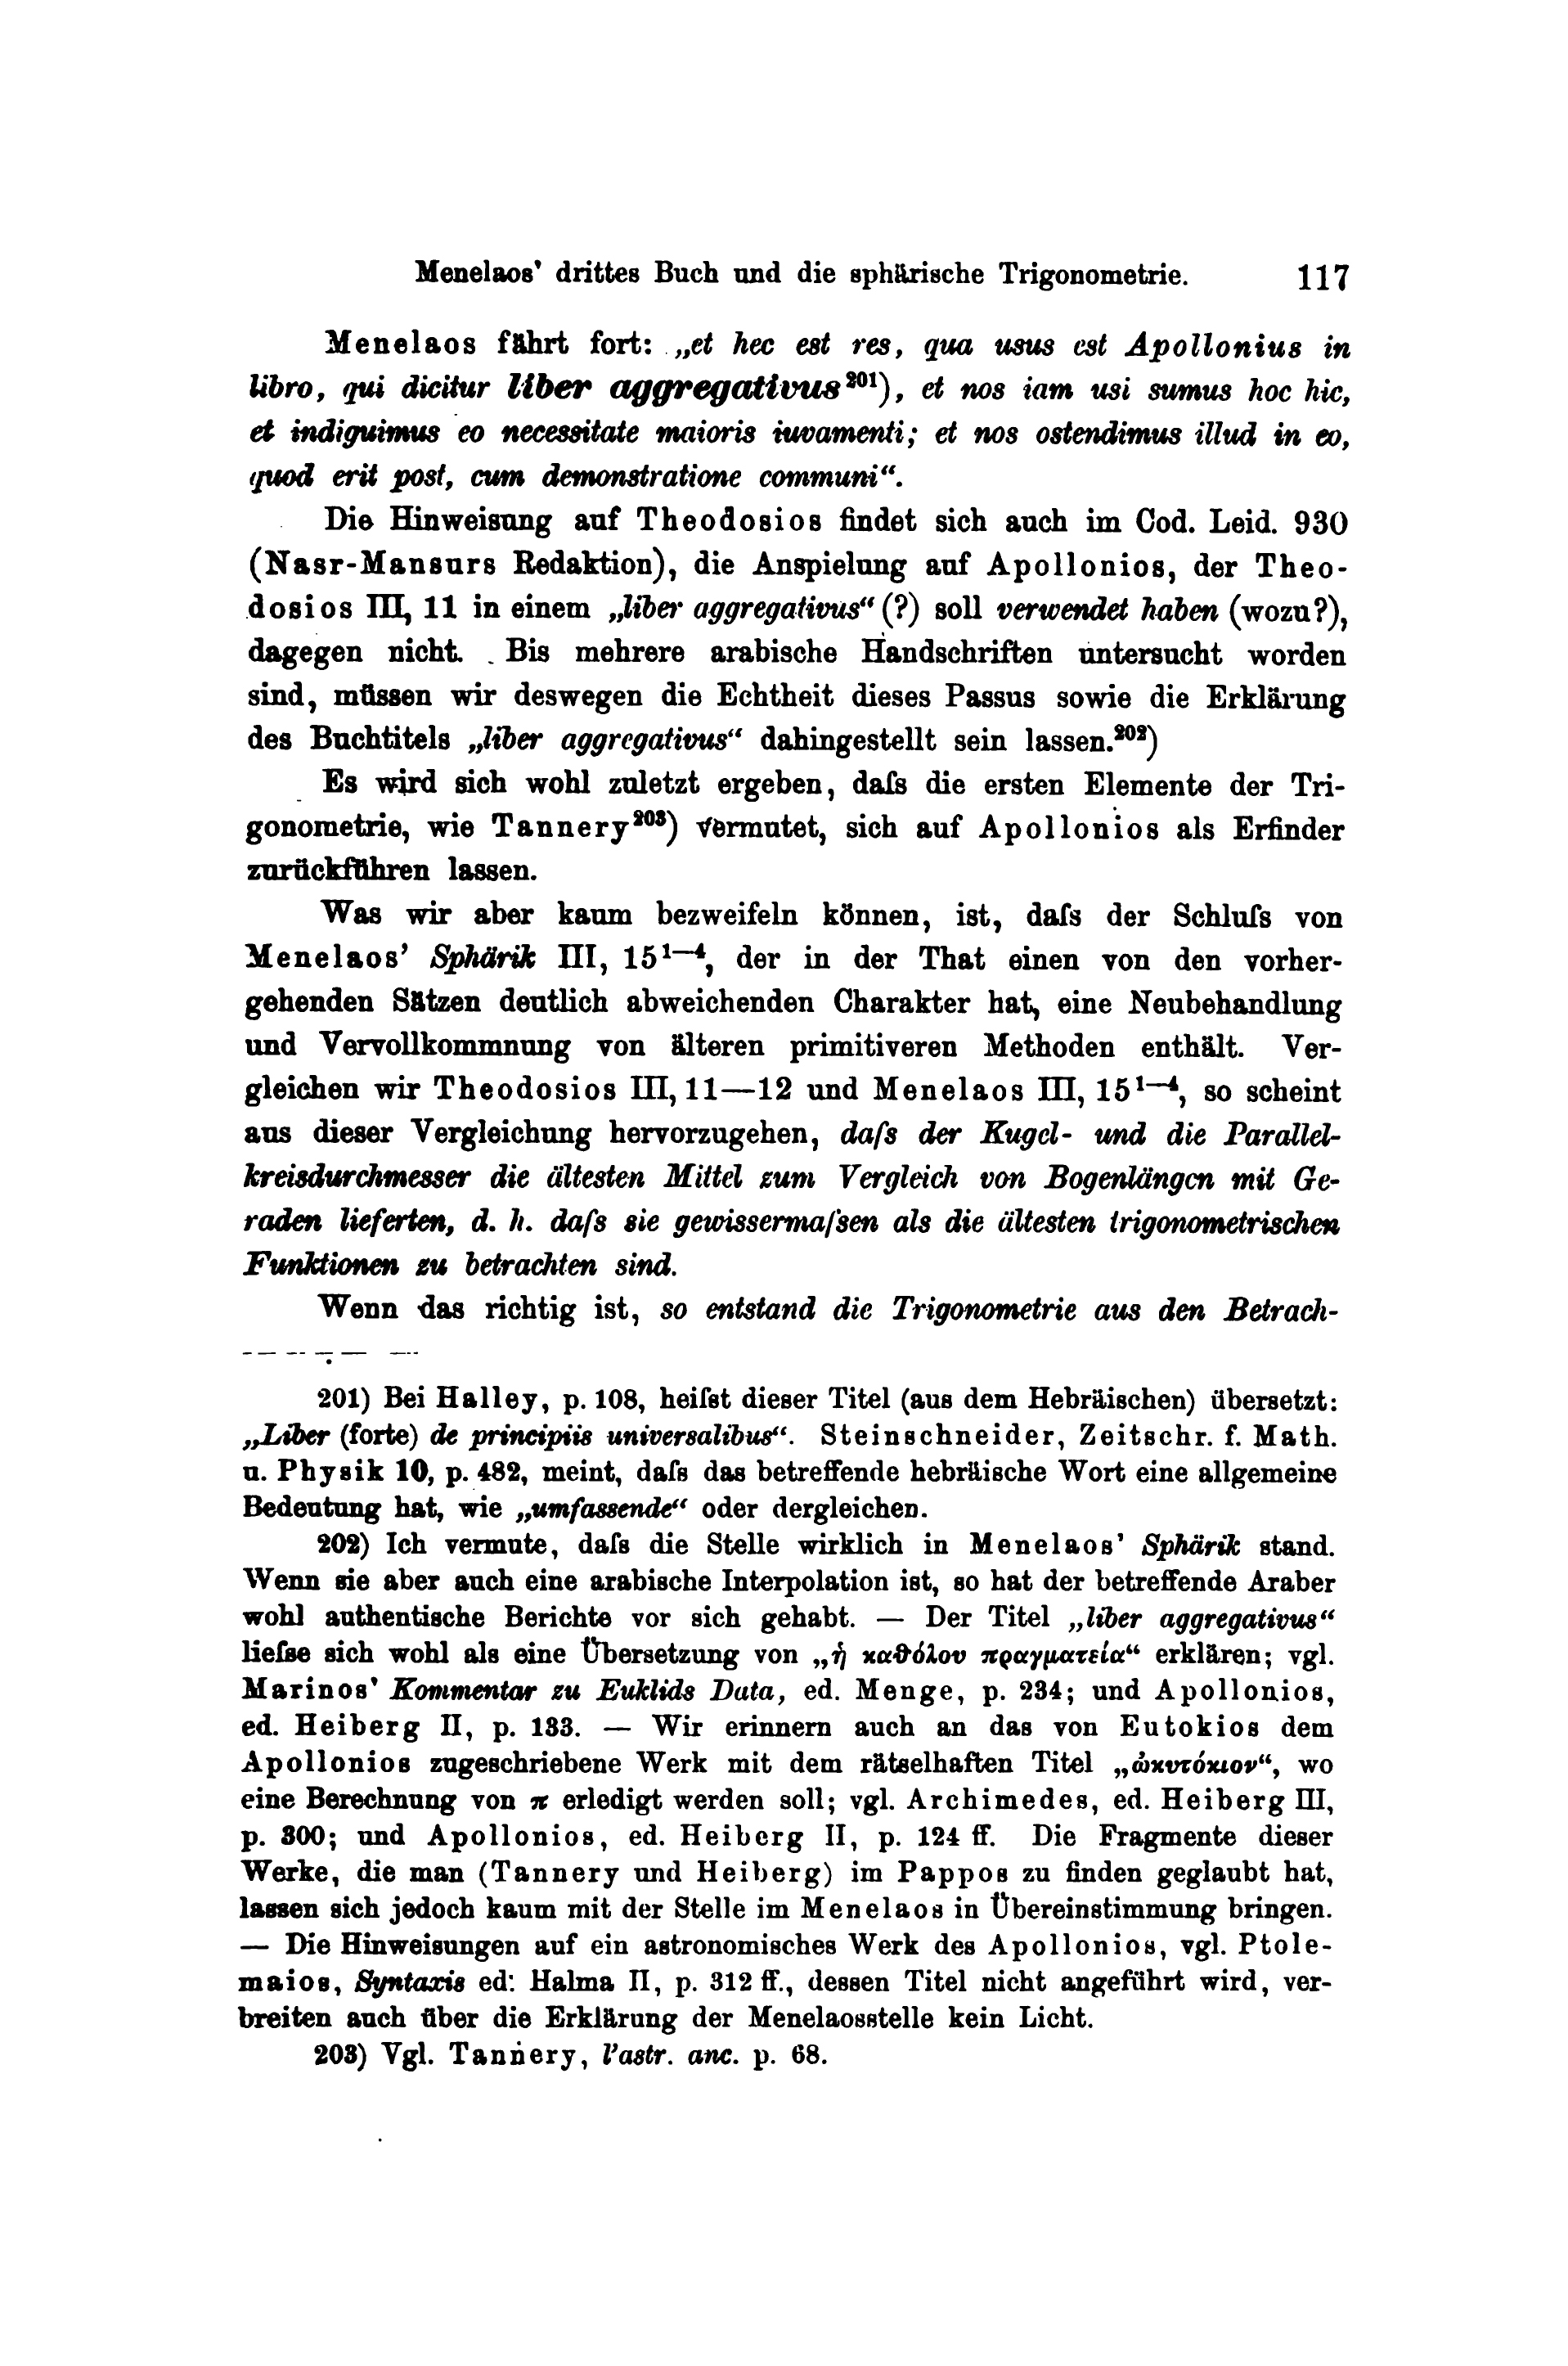 Menelaos' drittes Buch und die sphärische Trigonometrie. 117
Menelaos fährt fort: „et hec est res, qua usus est Apollonius in
libro, qui dicitur liber aggregativus²⁰¹), et nos iam usi sumus hoc hic,
et indiguimus eo necessitate maioris iuvamenti; et nos ostendimus illud in eo,
quod erit post, cum demonstratione communi“.
Die Hinweisung auf Theodosios findet sich auch im Cod. Leid. 930
(Nasr-Mansurs Redaktion), die Anspielung auf Apollonios, der Theo-
dosios III, 11 in einem „liber aggregativus“ (?) soll verwendet haben (wozu?),
dagegen nicht. Bis mehrere arabische Handschriften untersucht worden
sind, müssen wir deswegen die Echtheit dieses Passus sowie die Erklärung
des Buchtitels „liber aggregativus“ dahingestellt sein lassen.²⁰²)
Es wird sich wohl zuletzt ergeben, daſs die ersten Elemente der Tri-
gonometrie, wie Tannery²⁰³) vermutet, sich auf Apollonios als Erfinder
zurückführen lassen.
Was wir aber kaum bezweifeln können, ist, daſs der Schluſs von
Menelaos' Sphärik III, 15¹—⁴, der in der That einen von den vorher-
gehenden Sätzen deutlich abweichenden Charakter hat, eine Neubehandlung
und Vervollkommnung von älteren primitiveren Methoden enthält. Ver-
gleichen wir Theodosios III, 11—12 und Menelaos III, 15¹—⁴, so scheint
aus dieser Vergleichung hervorzugehen, daſs der Kugel- und die Parallel-
kreisdurchmesser die ältesten Mittel zum Vergleich von Bogenlängen mit Ge-
raden lieferten, d. h. daſs sie gewissermaſsen als die ältesten trigonometrischen
Funktionen zu betrachten sind.
Wenn das richtig ist, so entstand die Trigonometrie aus den Betrach-
201) Bei Halley, p. 108, heiſst dieser Titel (aus dem Hebräischen) übersetzt:
„Liber (forte) de principiis universalibus“. Steinschneider, Zeitschr. f. Math.
u. Physik 10, p. 482, meint, daſs das betreffende hebräische Wort eine allgemeine
Bedeutung hat, wie „umfassende“ oder dergleichen.
202) Ich vermute, daſs die Stelle wirklich in Menelaos' Sphärik stand.
Wenn sie aber auch eine arabische Interpolation ist, so hat der betreffende Araber
wohl authentische Berichte vor sich gehabt. — Der Titel „liber aggregativus“
lieſse sich wohl als eine Übersetzung von „ἡ καϑόλον πραγματεία“ erklären; vgl.
Marinos' Kommentar zu Euklids Data, ed. Menge, p. 234; und Apollonios,
ed. Heiberg II, p. 133. — Wir erinnern auch an das von Eutokios dem
Apollonios zugeschriebene Werk mit dem rätselhaften Titel „ὠκυτόκιον“, wo
eine Berechnung von π erledigt werden soll; vgl. Archimedes, ed. Heiberg III,
p. 300; und Apollonios, ed. Heiberg II, p. 124 ff. Die Fragmente dieser
Werke, die man (Tannery und Heiberg) im Pappos zu finden geglaubt hat,
lassen sich jedoch kaum mit der Stelle im Menelaos in Übereinstimmung bringen.
— Die Hinweisungen auf ein astronomisches Werk des Apollonios, vgl. Ptole-
maios, Syntaxis ed. Halma II, p. 312 ff., dessen Titel nicht angeführt wird, ver-
breiten auch über die Erklärung der Menelaosstelle kein Licht.
203) Vgl. Tannery, l'astr. anc. p. 68.